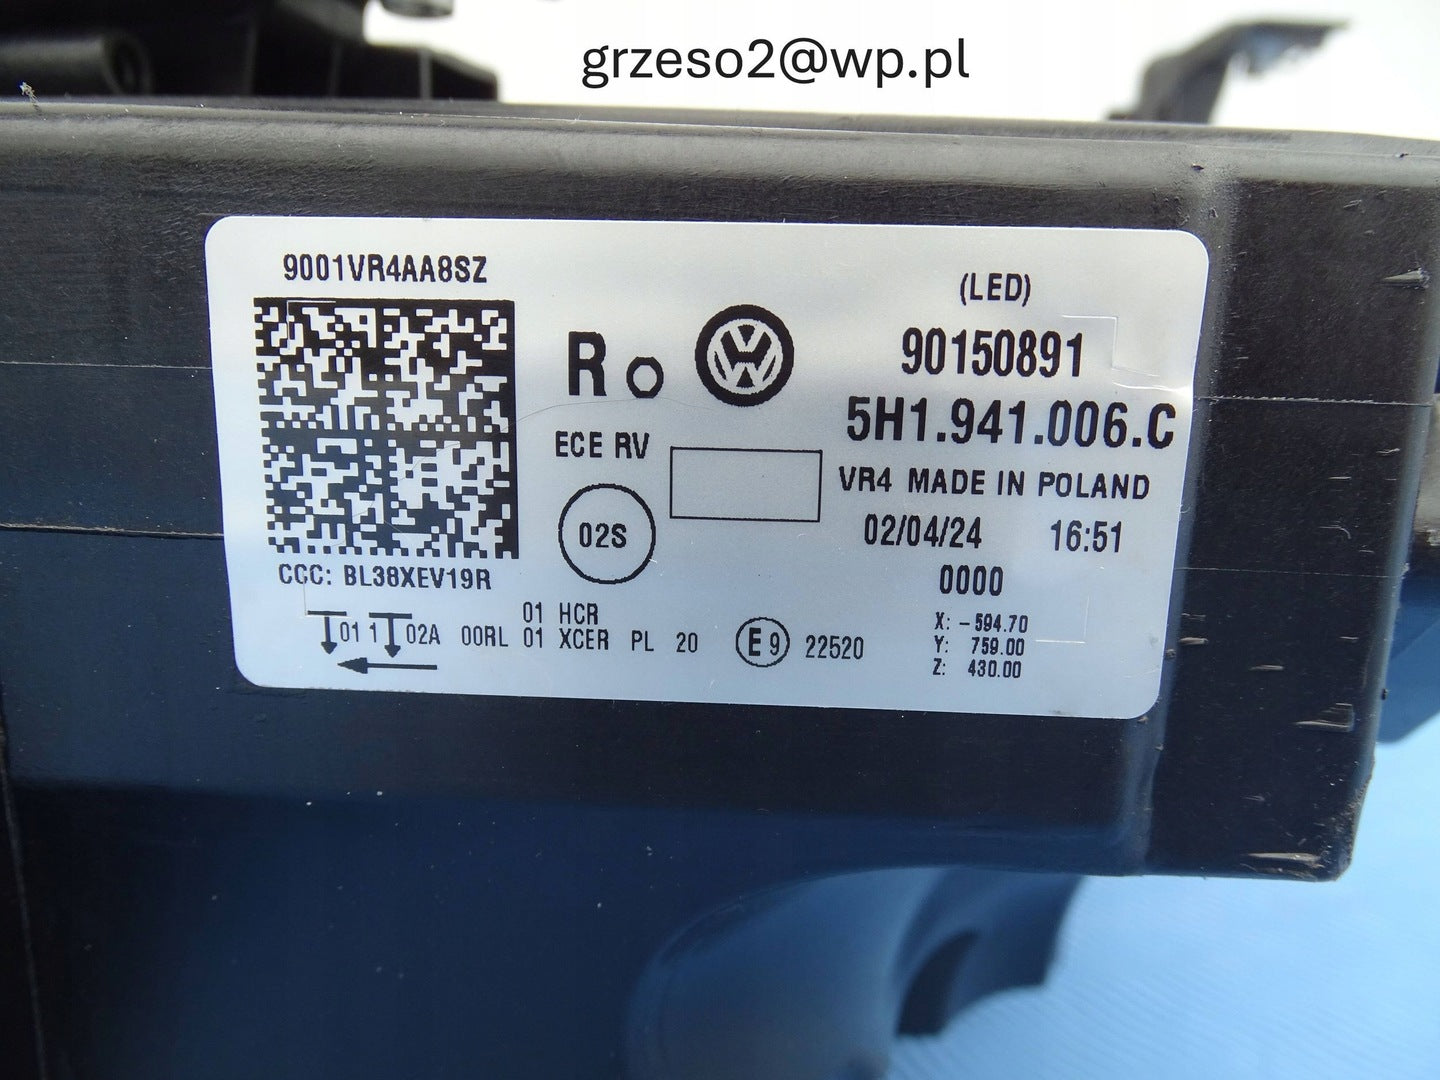 grzeso2@wp.pl
9001VR4AA8SZ
CCC: BL38XEV19R
R
ECE RV
02S
(LED)
90150891
5H1.941.006.C
VR4 MADE IN POLAND
02/04/24 16:51
0000
X: -594.70
Y: 759.00
Z: 430.00
01 HCR
01 1 02A 00RL 01 XCER PL 20 E9 22520